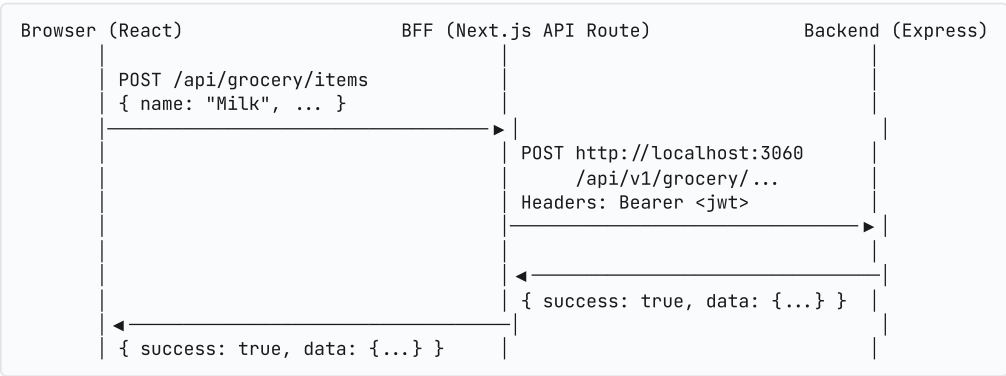 Browser (React) BFF (Next.js API Route) Backend (Express)
POST /api/grocery/items
{ name: "Milk", ... }
POST http://localhost:3060
/api/v1/grocery/...
Headers: Bearer <jwt>
{ success: true, data: {...} }
{ success: true, data: {...} }